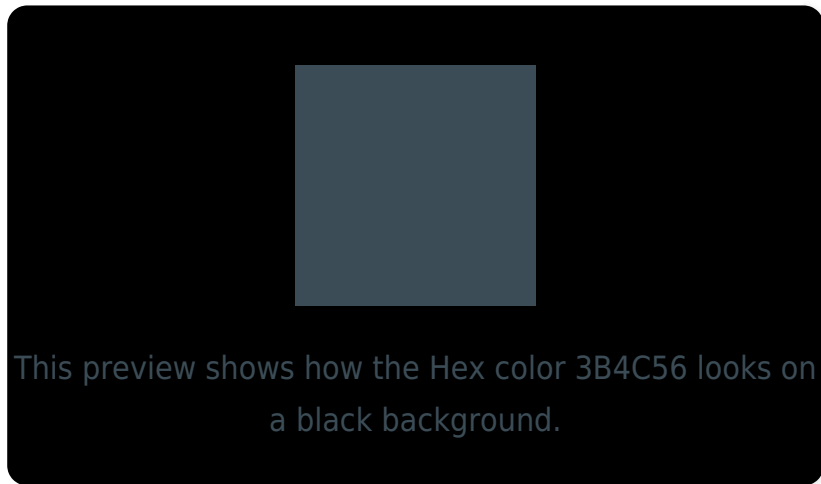 This preview shows how the Hex color 3B4C56 looks on
a black background.